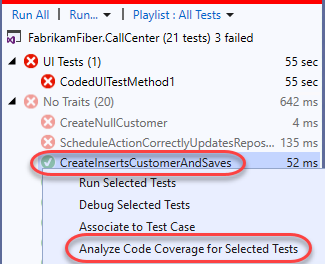 Run All | Run... | Playlist : All Tests
FabrikamFiber.CallCenter (21 tests) 3 failed
UI Tests (1) 55 sec
CodedUITestMethod1 55 sec
No Traits (20) 642 ms
CreateNullCustomer 4 ms
ScheduleActionCorrectlyUpdatesRepos... 135 ms
CreateInsertsCustomerAndSaves 52 ms
Run Selected Tests
Debug Selected Tests
Associate to Test Case
Analyze Code Coverage for Selected Tests